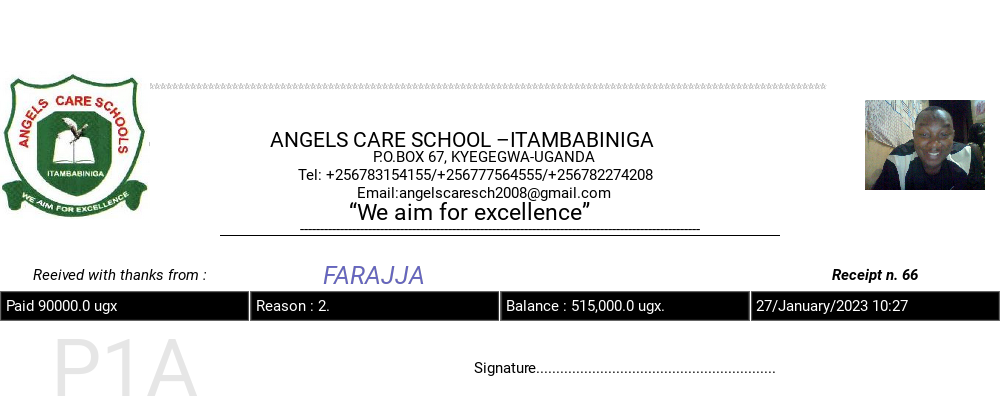 ANGELS CARE SCHOOLS
ITAMBABINIGA
WE AIM FOR EXCELLENCE
ANGELS CARE SCHOOL –ITAMBABINIGA
P.O.BOX 67, KYEGEGWA-UGANDA
Tel: +256783154155/+256777564555/+256782274208
Email:angelscaresch2008@gmail.com
“We aim for excellence”
Reeived with thanks from :
FARAJJA
Receipt n. 66
Paid 90000.0 ugx
Reason : 2.
Balance : 515,000.0 ugx.
27/January/2023 10:27
P1A
Signature............................................................